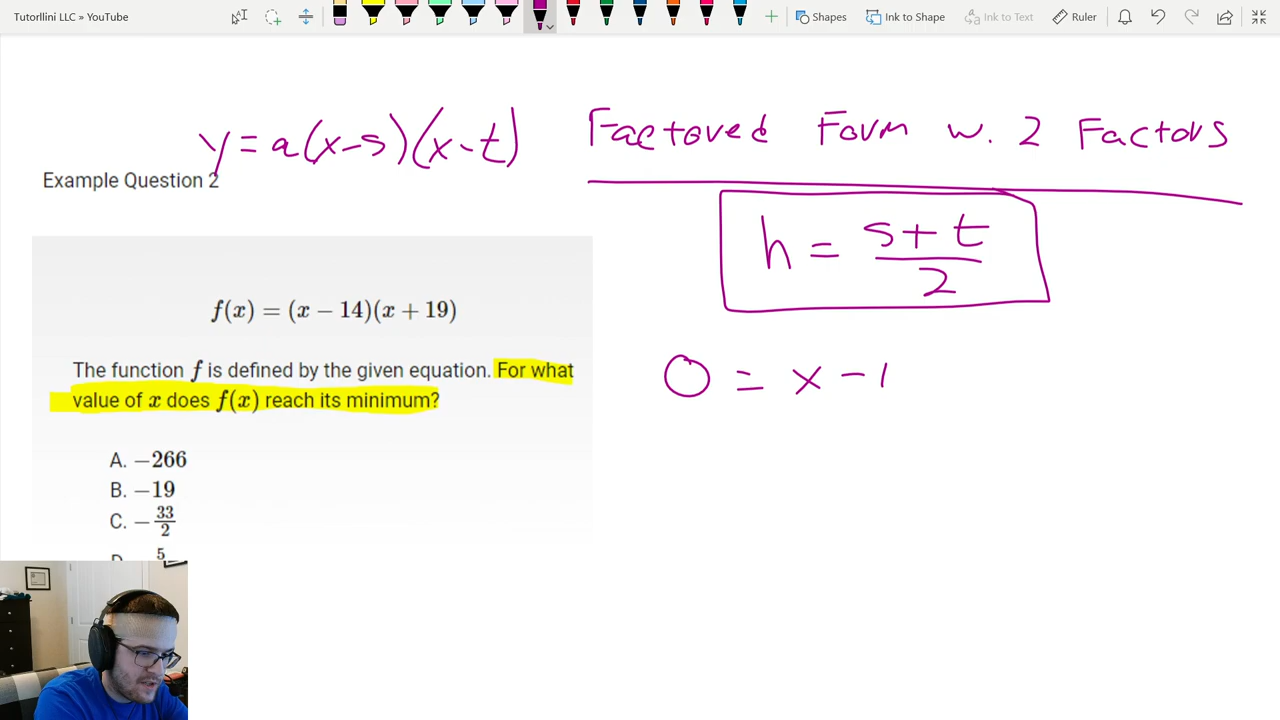 Tutorllini LLC » YouTube
Shapes
Ink to Shape
Ink to Text
Ruler
y = a(x-s)(x-t)
Factored Form w. 2 Factors
Example Question 2
h = s+t/2
f(x) = (x − 14)(x + 19)
The function f is defined by the given equation. For what
value of x does f(x) reach its minimum?
0 = x - 1
A. −266
B. −19
C. −33/2